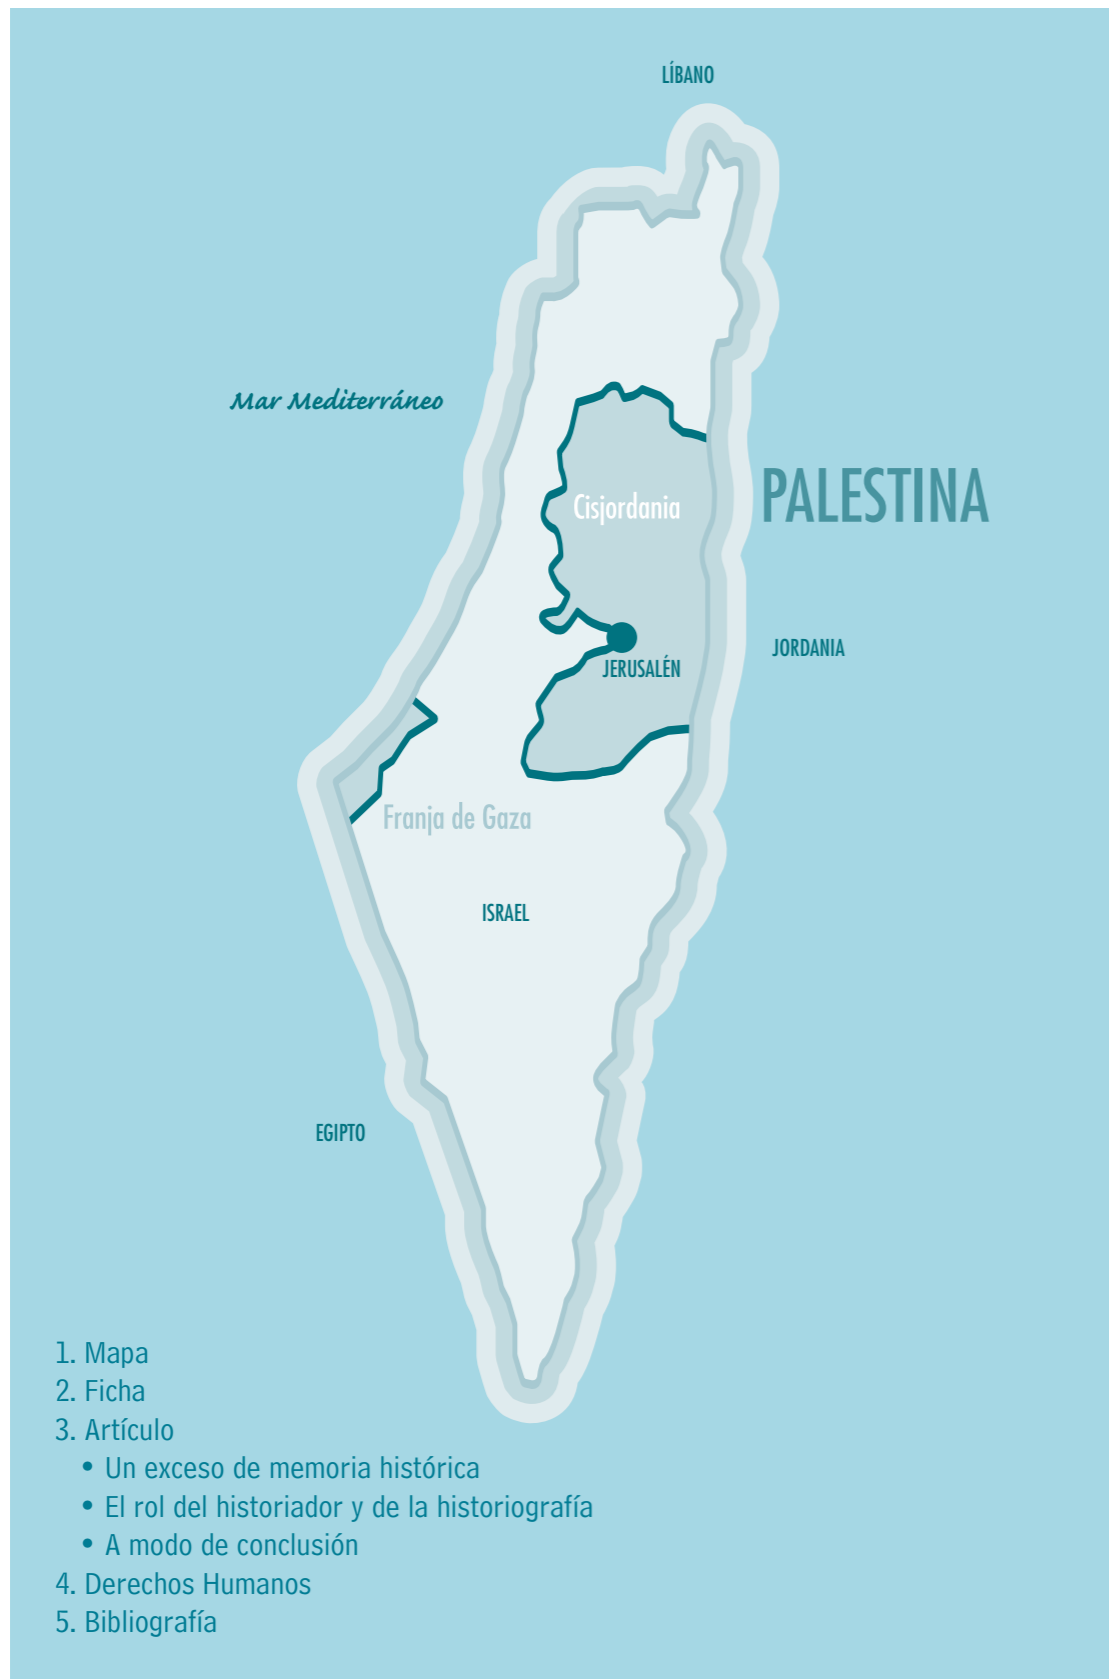 LÍBANO
Mar Mediterráneo
Cisjordania
PALESTINA
JERUSALÉN
JORDANIA
Franja de Gaza
ISRAEL
EGIPTO
1. Mapa
2. Ficha
3. Artículo
• Un exceso de memoria histórica
• El rol del historiador y de la historiografía
• A modo de conclusión
4. Derechos Humanos
5. Bibliografía